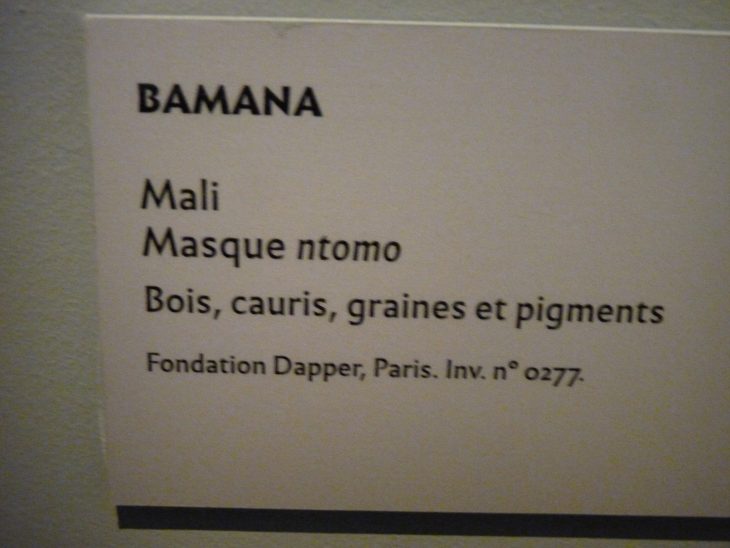 BAMANA
Mali
Masque ntomo
Bois, cauris, graines et pigments
Fondation Dapper, Paris. Inv. n° 0277.